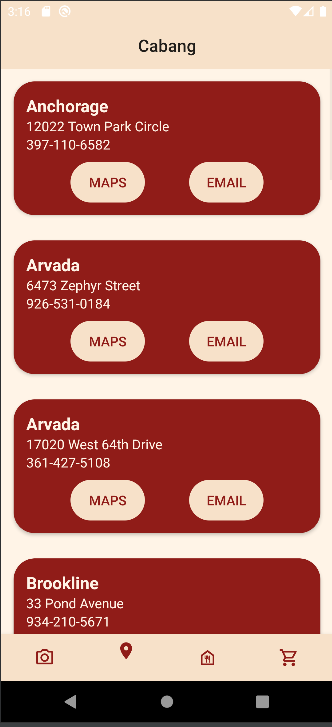 3:16
Cabang
Anchorage
12022 Town Park Circle
397-110-6582
MAPS EMAIL
Arvada
6473 Zephyr Street
926-531-0184
MAPS EMAIL
Arvada
17020 West 64th Drive
361-427-5108
MAPS EMAIL
Brookline
33 Pond Avenue
934-210-5671